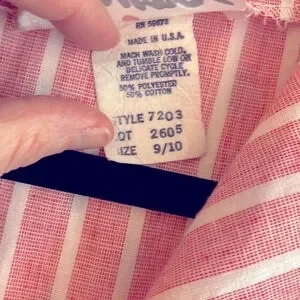 RN 50673
MADE IN U.S.A.
MACH WASH COLD,
AND TUMBLE LOW ON
DELICATE CYCLE
REMOVE PROMPTLY.
50% POLYESTER
50% COTTON
STYLE 7203
LOT 2605
SIZE 9/10